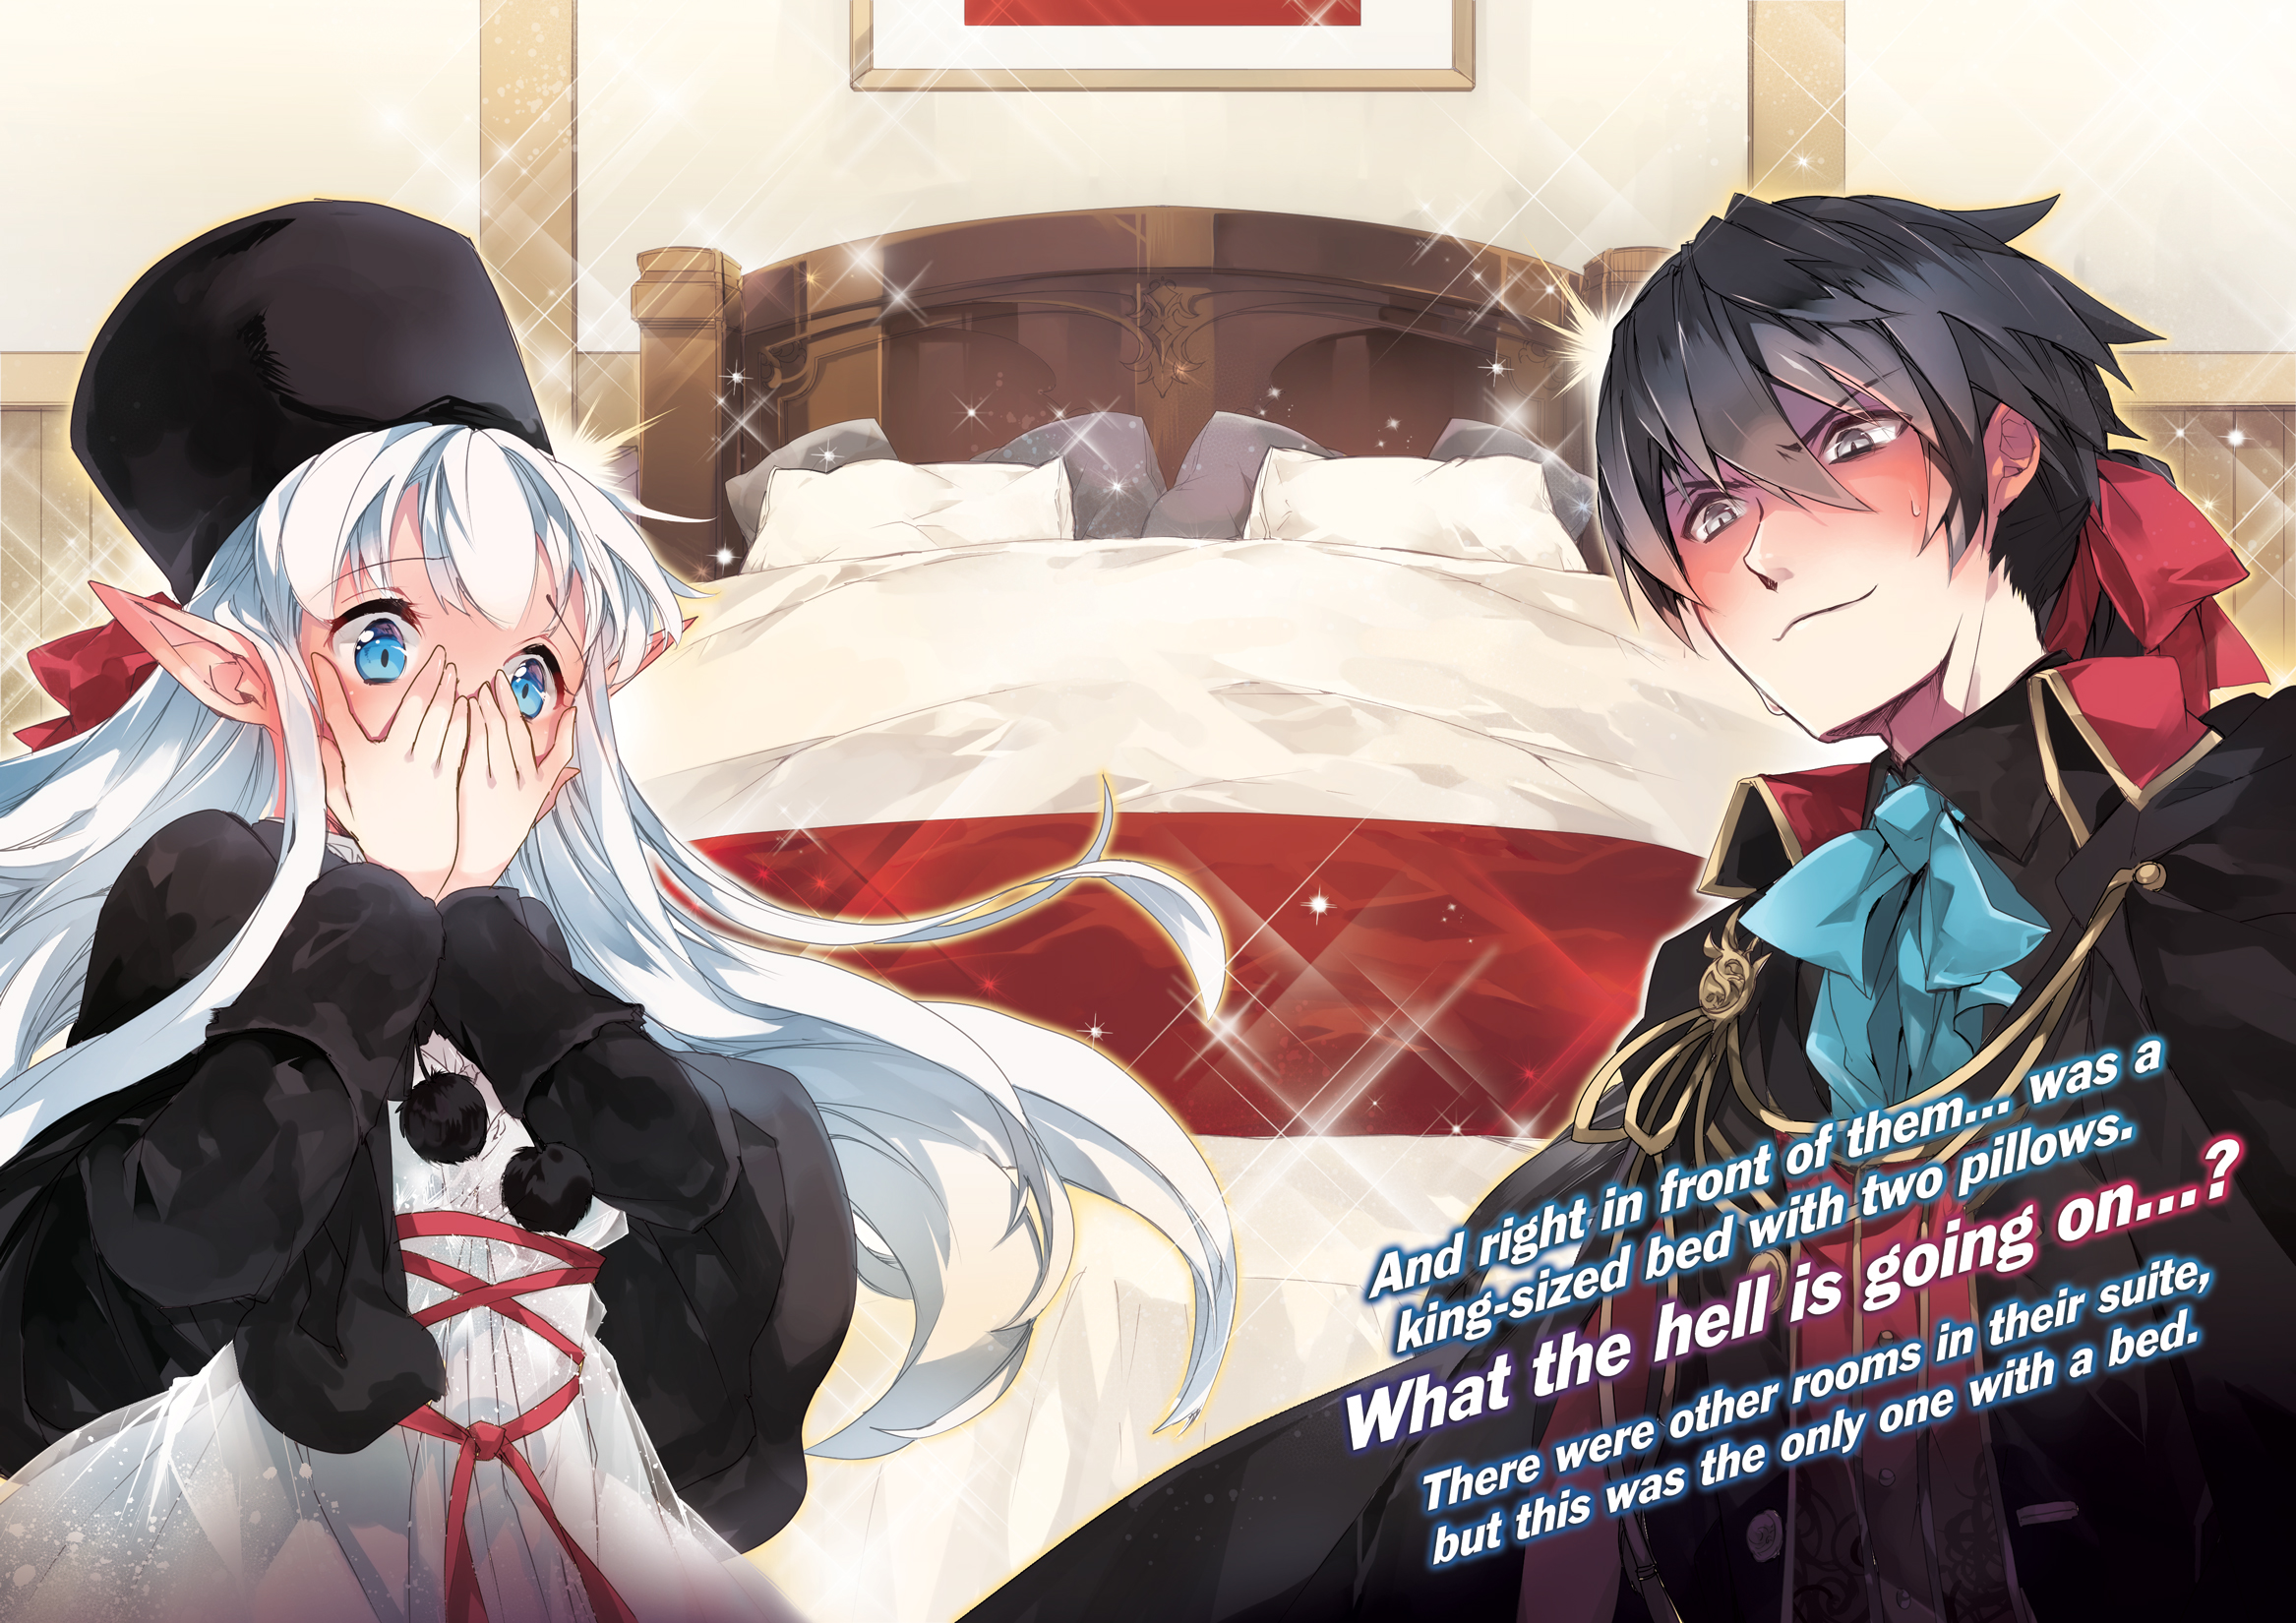 And right in front of them... was a
king-sized bed with two pillows.
What the hell is going on...?
There were other rooms in their suite,
but this was the only one with a bed.